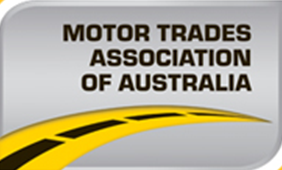 MOTOR TRADES
ASSOCIATION
OF AUSTRALIA